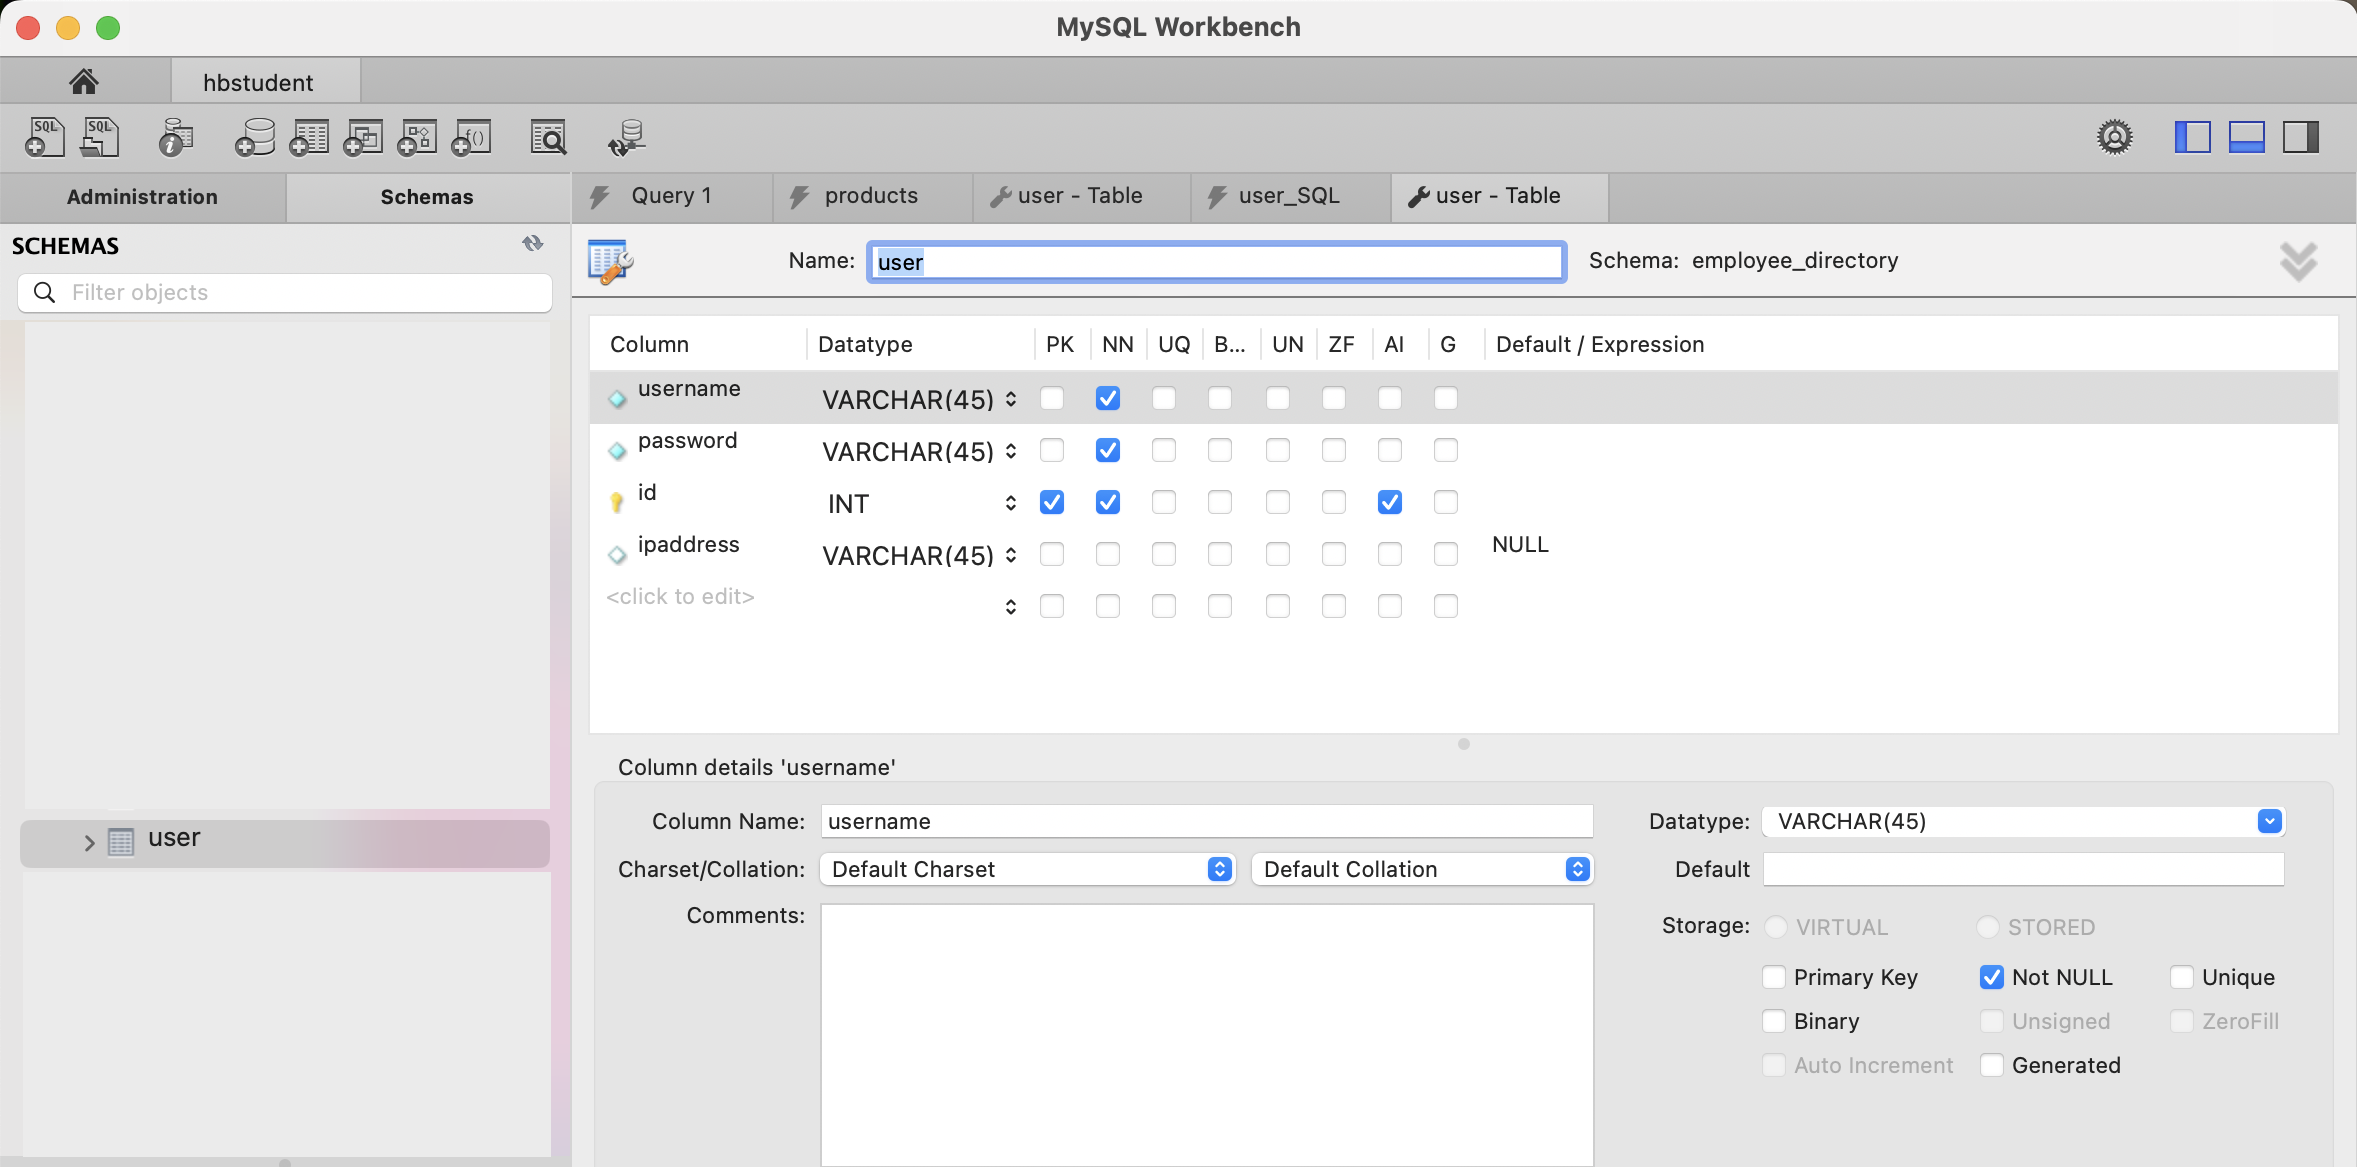 MySQL Workbench
hbstudent
SQL SQL f()
Administration Schemas Query 1 products user - Table user_SQL user - Table
SCHEMAS
Filter objects
Name: user Schema: employee_directory
Column Datatype PK NN UQ B... UN ZF AI G Default / Expression
username VARCHAR(45)
password VARCHAR(45)
id INT
ipaddress VARCHAR(45) NULL
<click to edit>
Column details 'username'
user
Column Name: username Datatype: VARCHAR(45)
Charset/Collation: Default Charset Default Collation Default
Comments: Storage: VIRTUAL STORED
Primary Key Not NULL Unique
Binary Unsigned ZeroFill
Auto Increment Generated